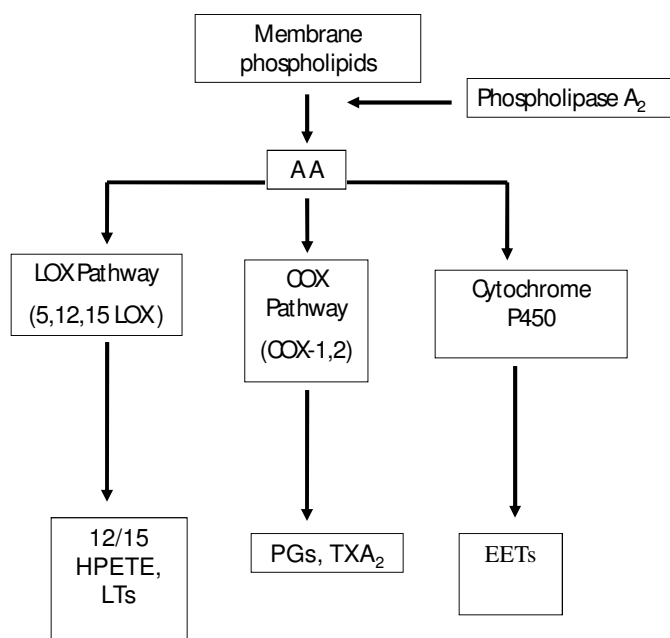 Membrane
phospholipids
Phospholipase A₂
AA
LOX Pathway
(5,12,15 LOX)
COX
Pathway
(COX-1,2)
Cytochrome
P450
12/15
HPETE,
LTs
PGs, TXA₂
EETs